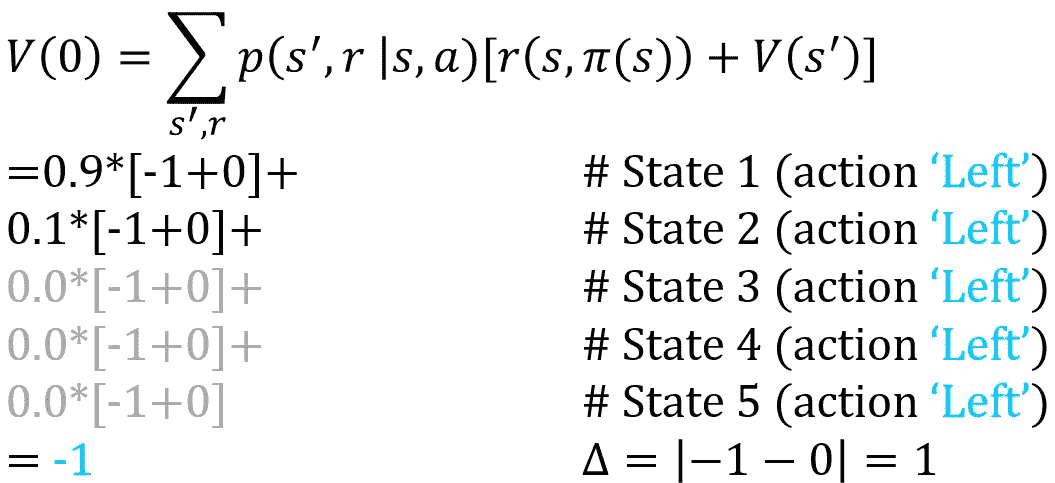 V(0) = ∑ p(s′, r |s, a)[r(s, π(s)) + V(s′)]
s′,r
=0.9*[-1+0]+ # State 1 (action ‘Left’)
0.1*[-1+0]+ # State 2 (action ‘Left’)
0.0*[-1+0]+ # State 3 (action ‘Left’)
0.0*[-1+0]+ # State 4 (action ‘Left’)
0.0*[-1+0] # State 5 (action ‘Left’)
= -1 Δ = |−1 − 0| = 1